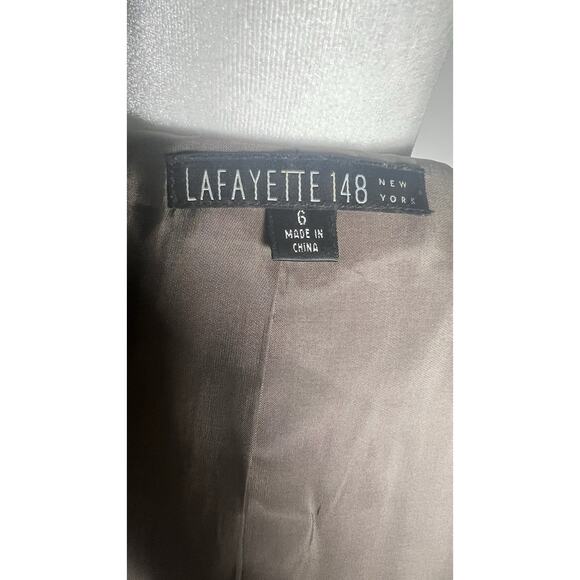 LAFAYETTE 148 NEW YORK
6
MADE IN
CHINA